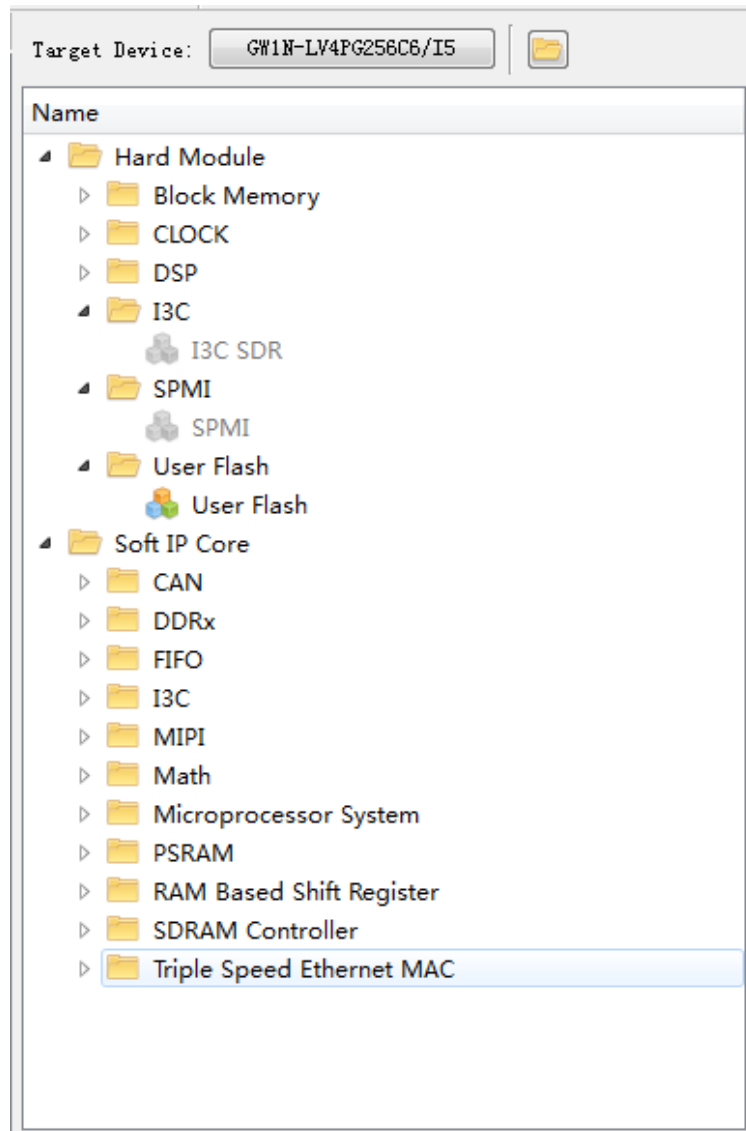 Target Device: GW1N-LV4PG256C6/I5
Name
Hard Module
Block Memory
CLOCK
DSP
I3C
I3C SDR
SPMI
SPMI
User Flash
User Flash
Soft IP Core
CAN
DDRx
FIFO
I3C
MIPI
Math
Microprocessor System
PSRAM
RAM Based Shift Register
SDRAM Controller
Triple Speed Ethernet MAC